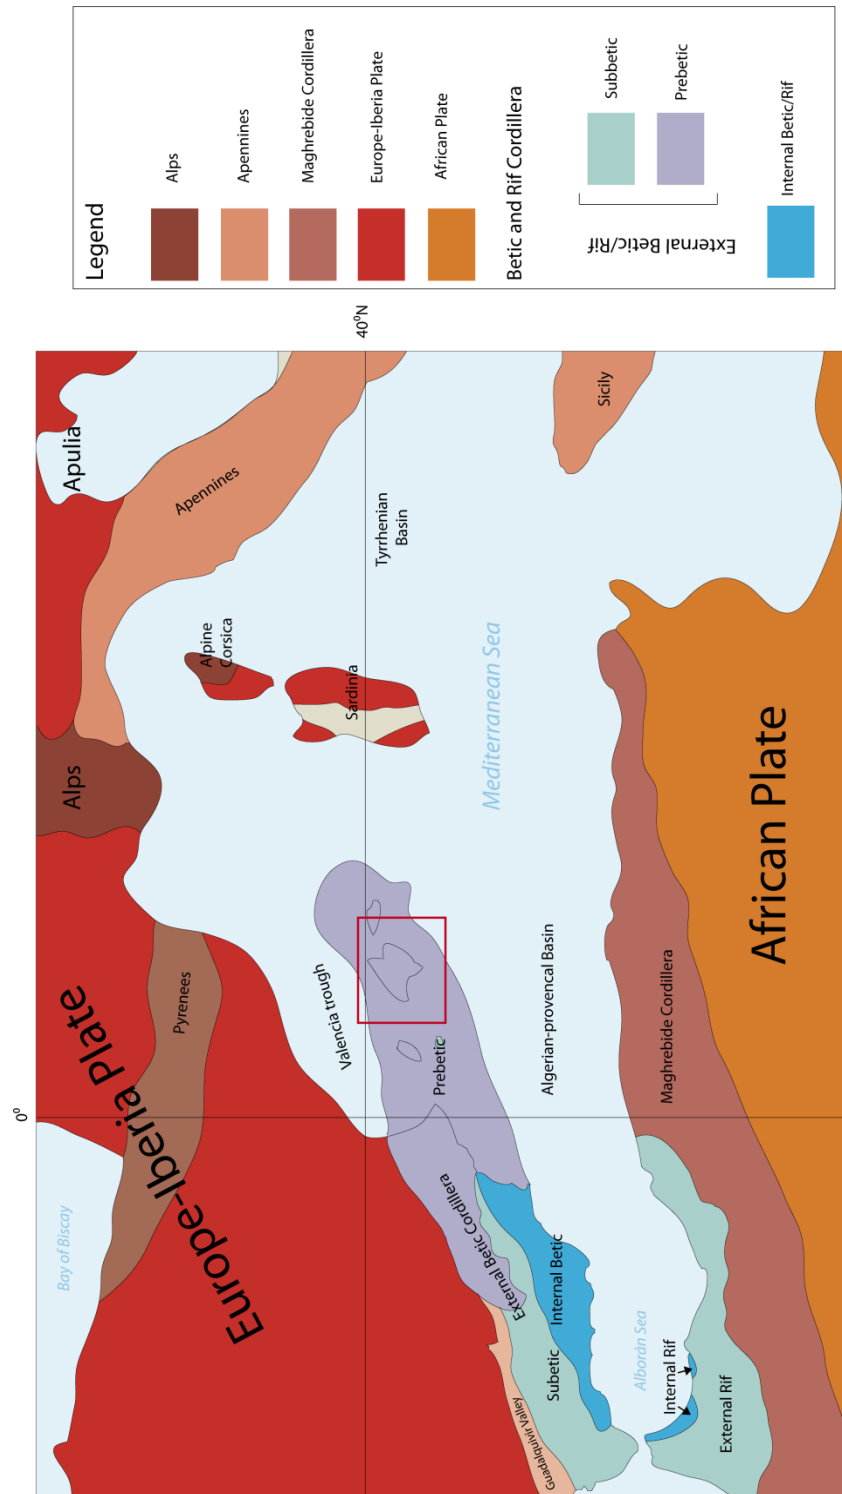 Legend
Alps
Apennines
Maghrebide Cordillera
Europe-Iberia Plate
African Plate
Betic and Rif Cordillera
External Betic/Rif
Subbetic
Prebetic
Internal Betic/Rif
0⁰
40⁰N
Bay of Biscay
Europe-Iberia Plate
Pyrenees
Alps
Apulia
Apennines
Alpine
Corsica
Sardinia
Tyrrhenian
Basin
Sicily
Mediterranean Sea
Valencia trough
Prebetic
Algerian-provencal Basin
External Betic Cordillera
Internal Betic
Subetic
Guadalquivir Valley
Alborán Sea
Internal Rif
External Rif
Maghrebide Cordillera
African Plate